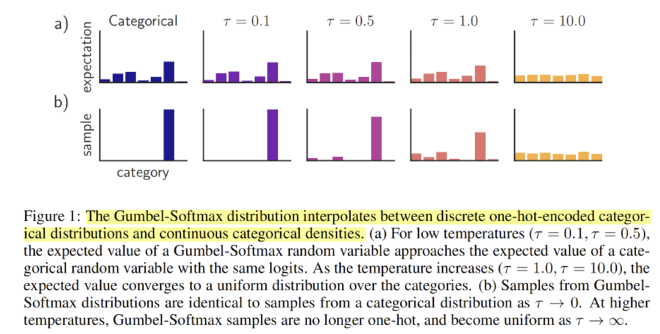 a) Categorical τ = 0.1 τ = 0.5 τ = 1.0 τ = 10.0
expectation
b)
sample
category
Figure 1: The Gumbel-Softmax distribution interpolates between discrete one-hot-encoded categor-
ical distributions and continuous categorical densities. (a) For low temperatures (τ = 0.1, τ = 0.5),
the expected value of a Gumbel-Softmax random variable approaches the expected value of a cate-
gorical random variable with the same logits. As the temperature increases (τ = 1.0, τ = 10.0), the
expected value converges to a uniform distribution over the categories. (b) Samples from Gumbel-
Softmax distributions are identical to samples from a categorical distribution as τ → 0. At higher
temperatures, Gumbel-Softmax samples are no longer one-hot, and become uniform as τ → ∞.